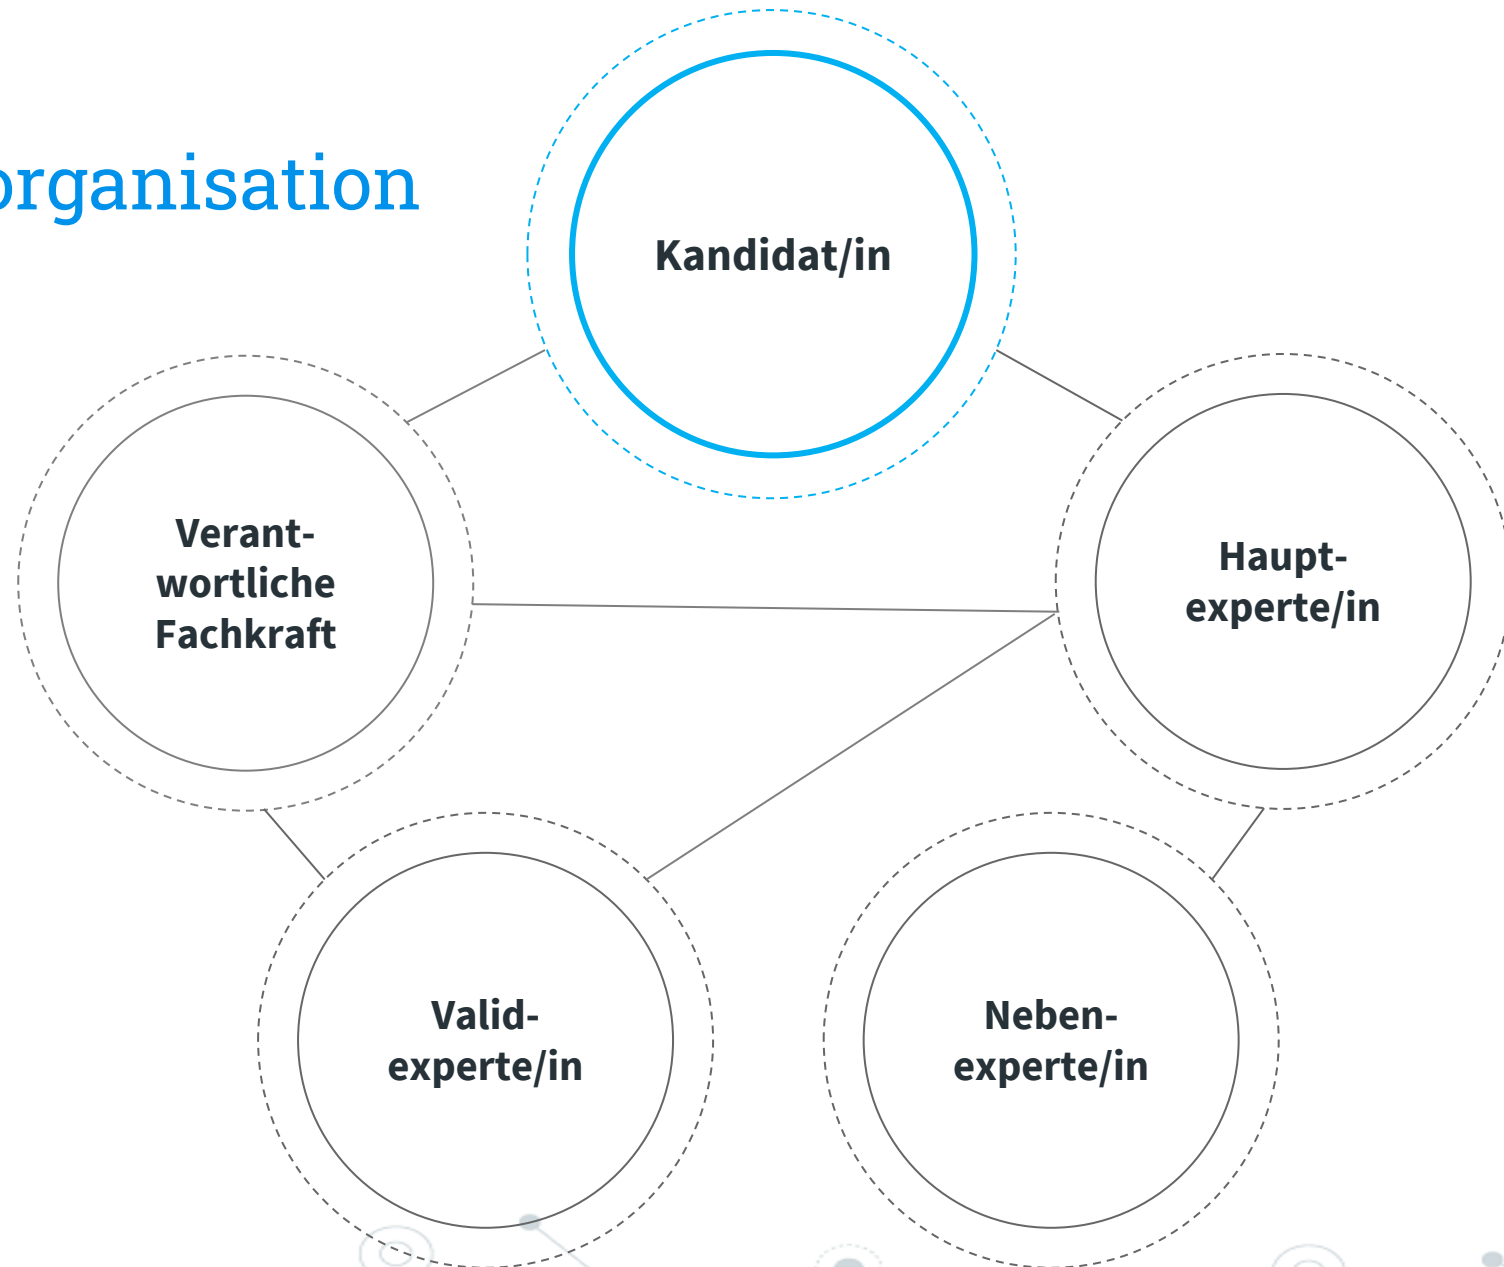 organisation
Kandidat/in
Verant-
wortliche
Fachkraft
Haupt-
experte/in
Valid-
experte/in
Neben-
experte/in